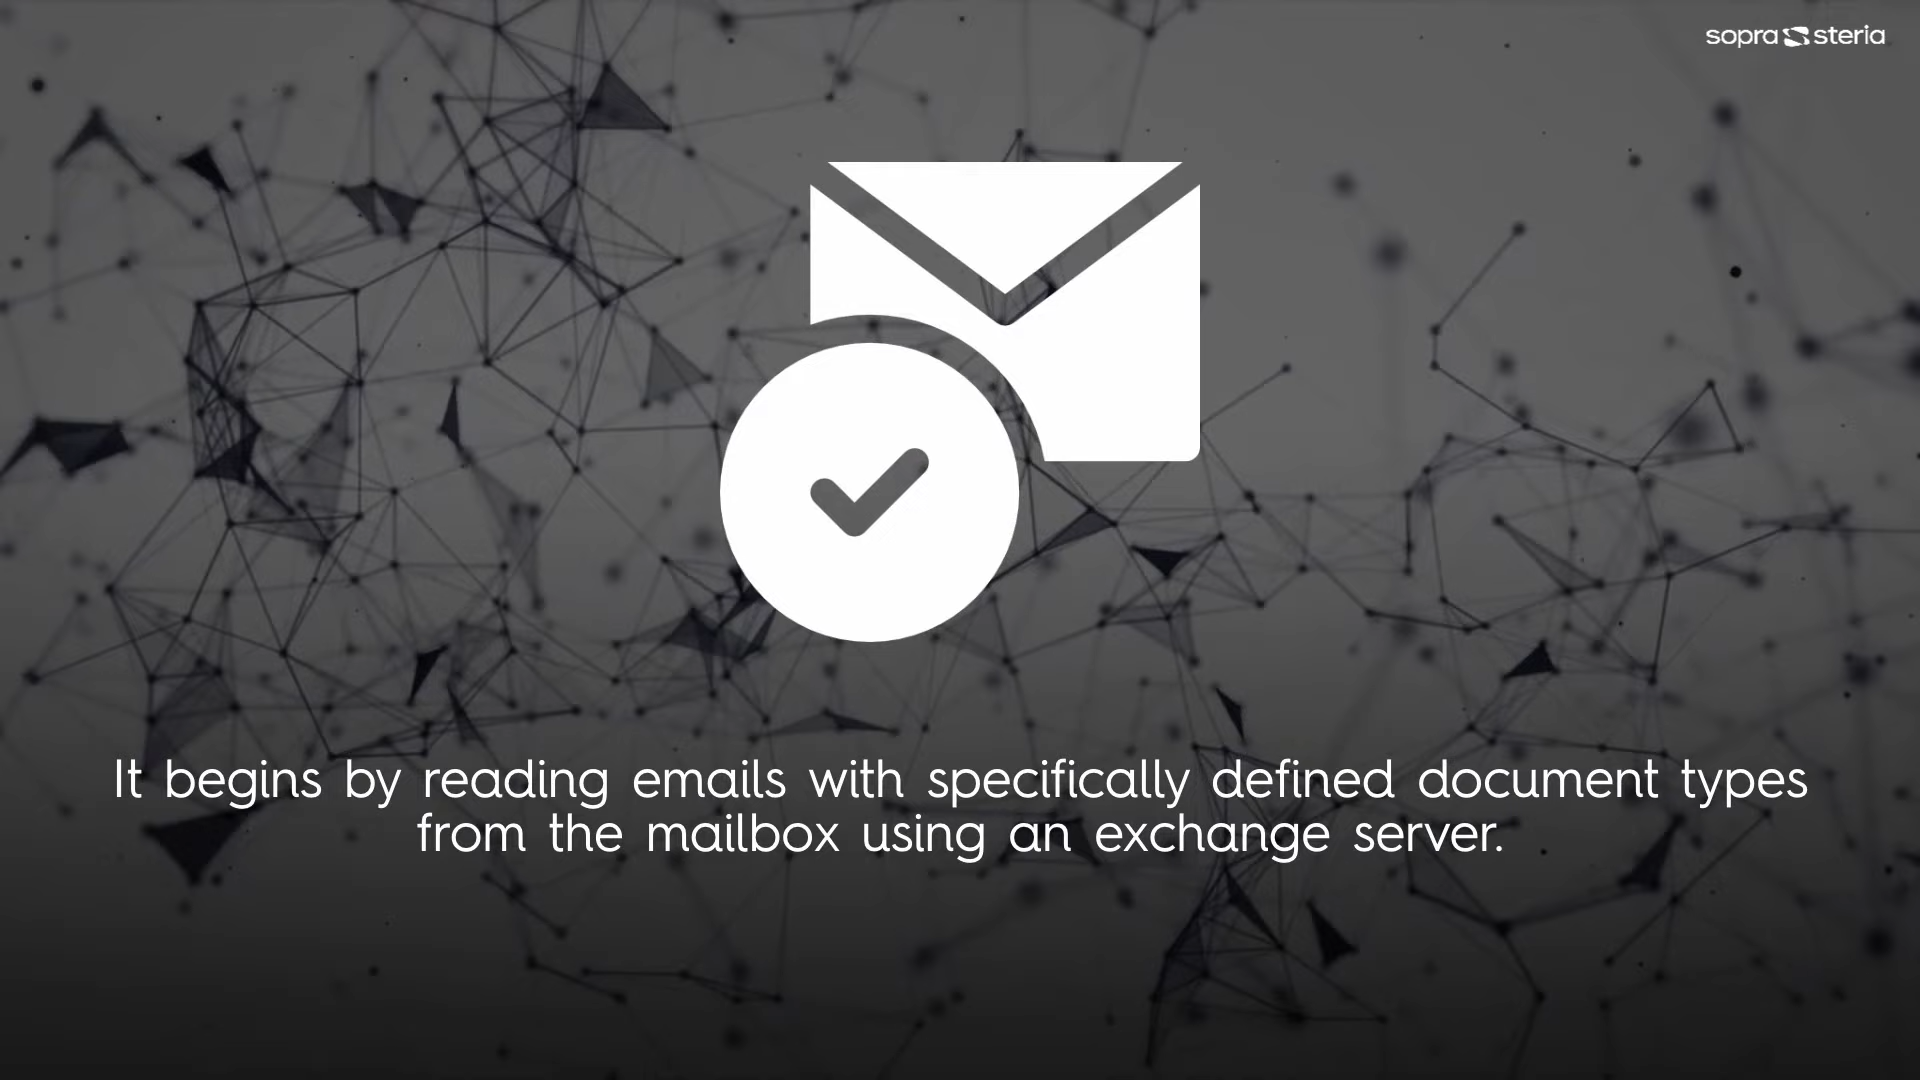 sopra steria
It begins by reading emails with specifically defined document types
from the mailbox using an exchange server.